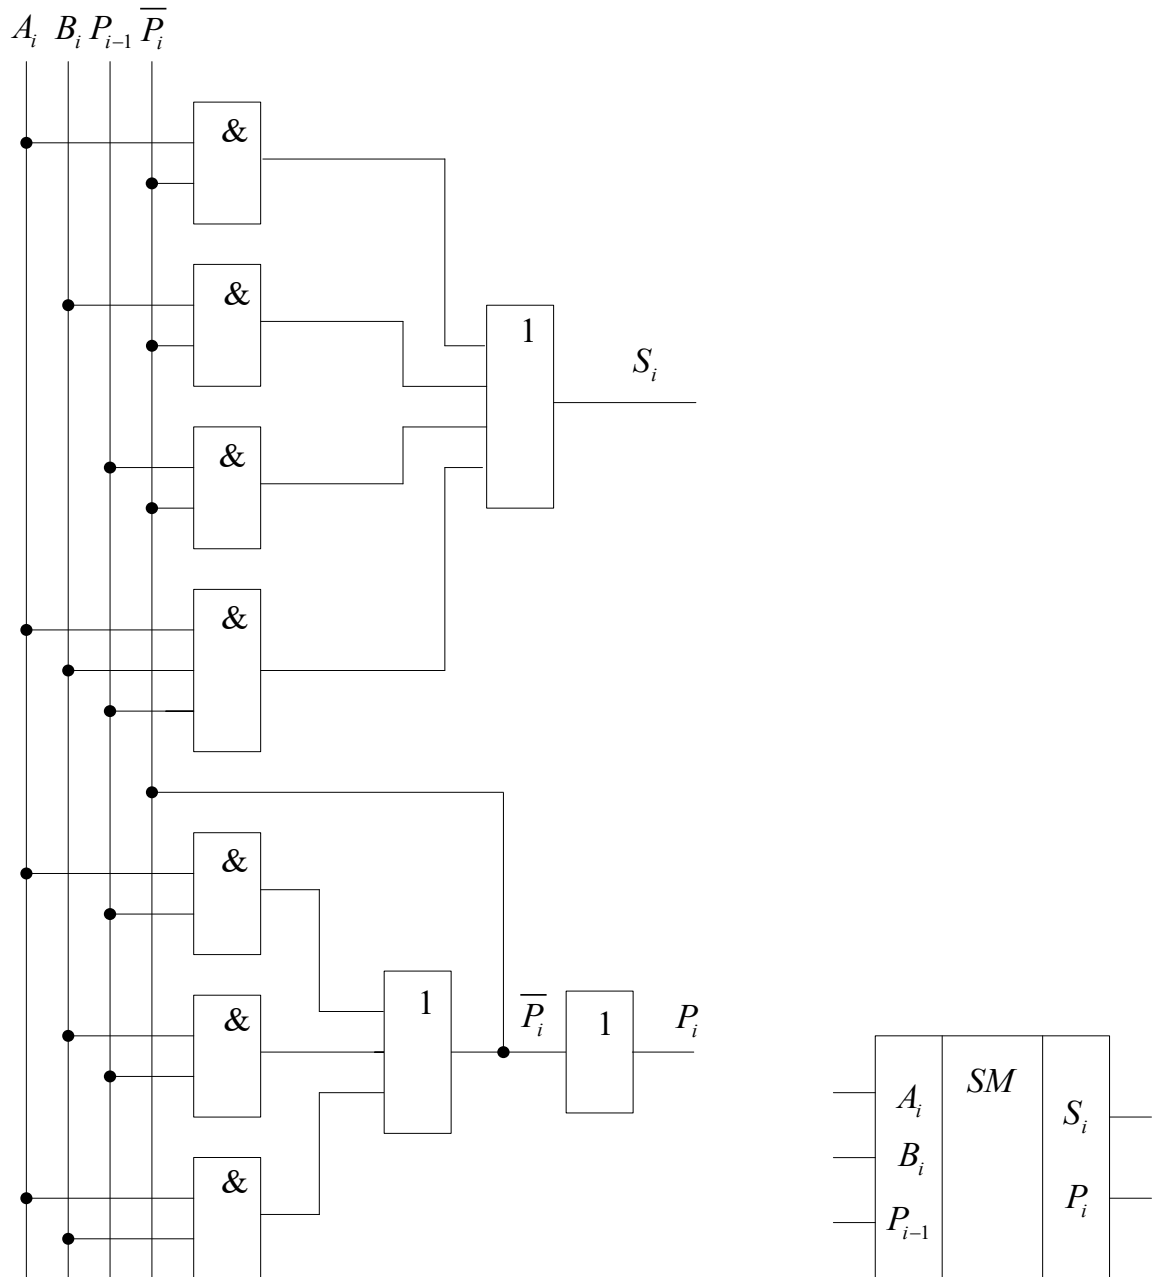 A_i B_i P_{i−1} \overline{P_i}
&
&
1
S_i
&
&
&
1
\overline{P_i}
1
P_i
&
SM
A_i
S_i
B_i
&
P_i
P_{i−1}